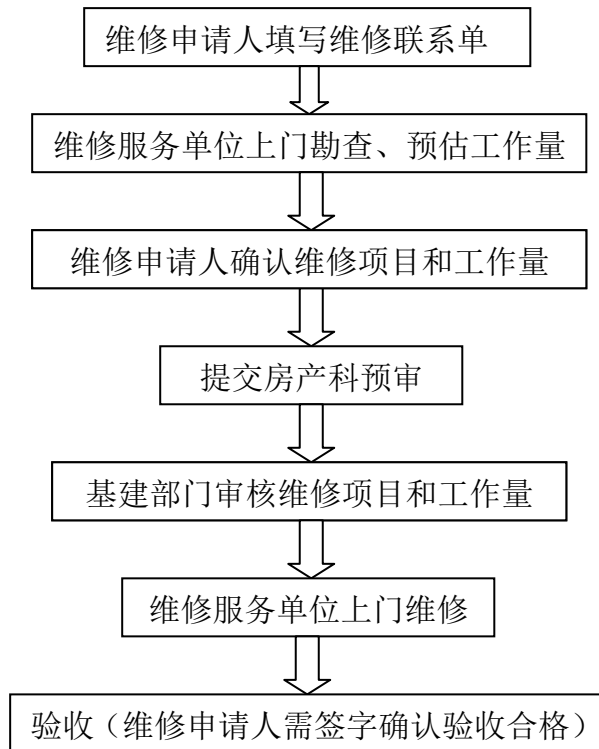 维修申请人填写维修联系单
维修服务单位上门勘查、预估工作量
维修申请人确认维修项目和工作量
提交房产科预审
基建部门审核维修项目和工作量
维修服务单位上门维修
验收（维修申请人需签字确认验收合格）